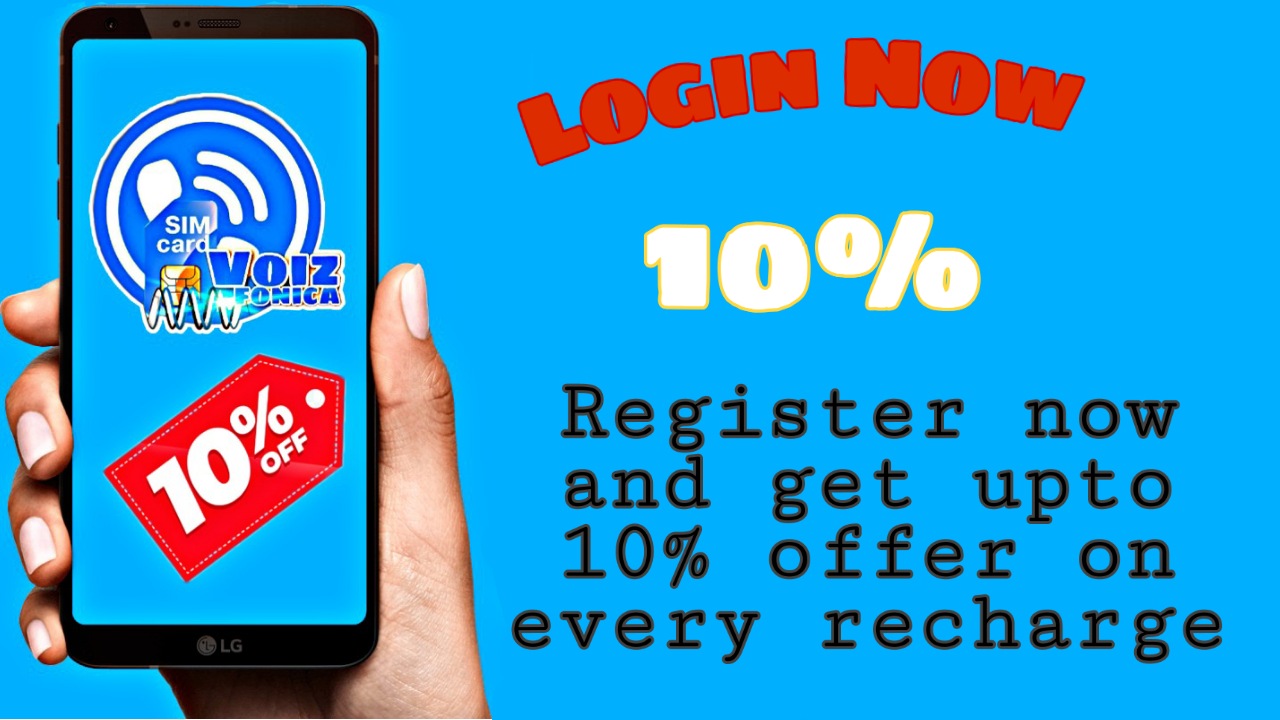 SIM
card
VOIZ
FONICA
10%
OFF
LG
LOGIN NOW
10%
Register now
and get upto
10% offer on
every recharge